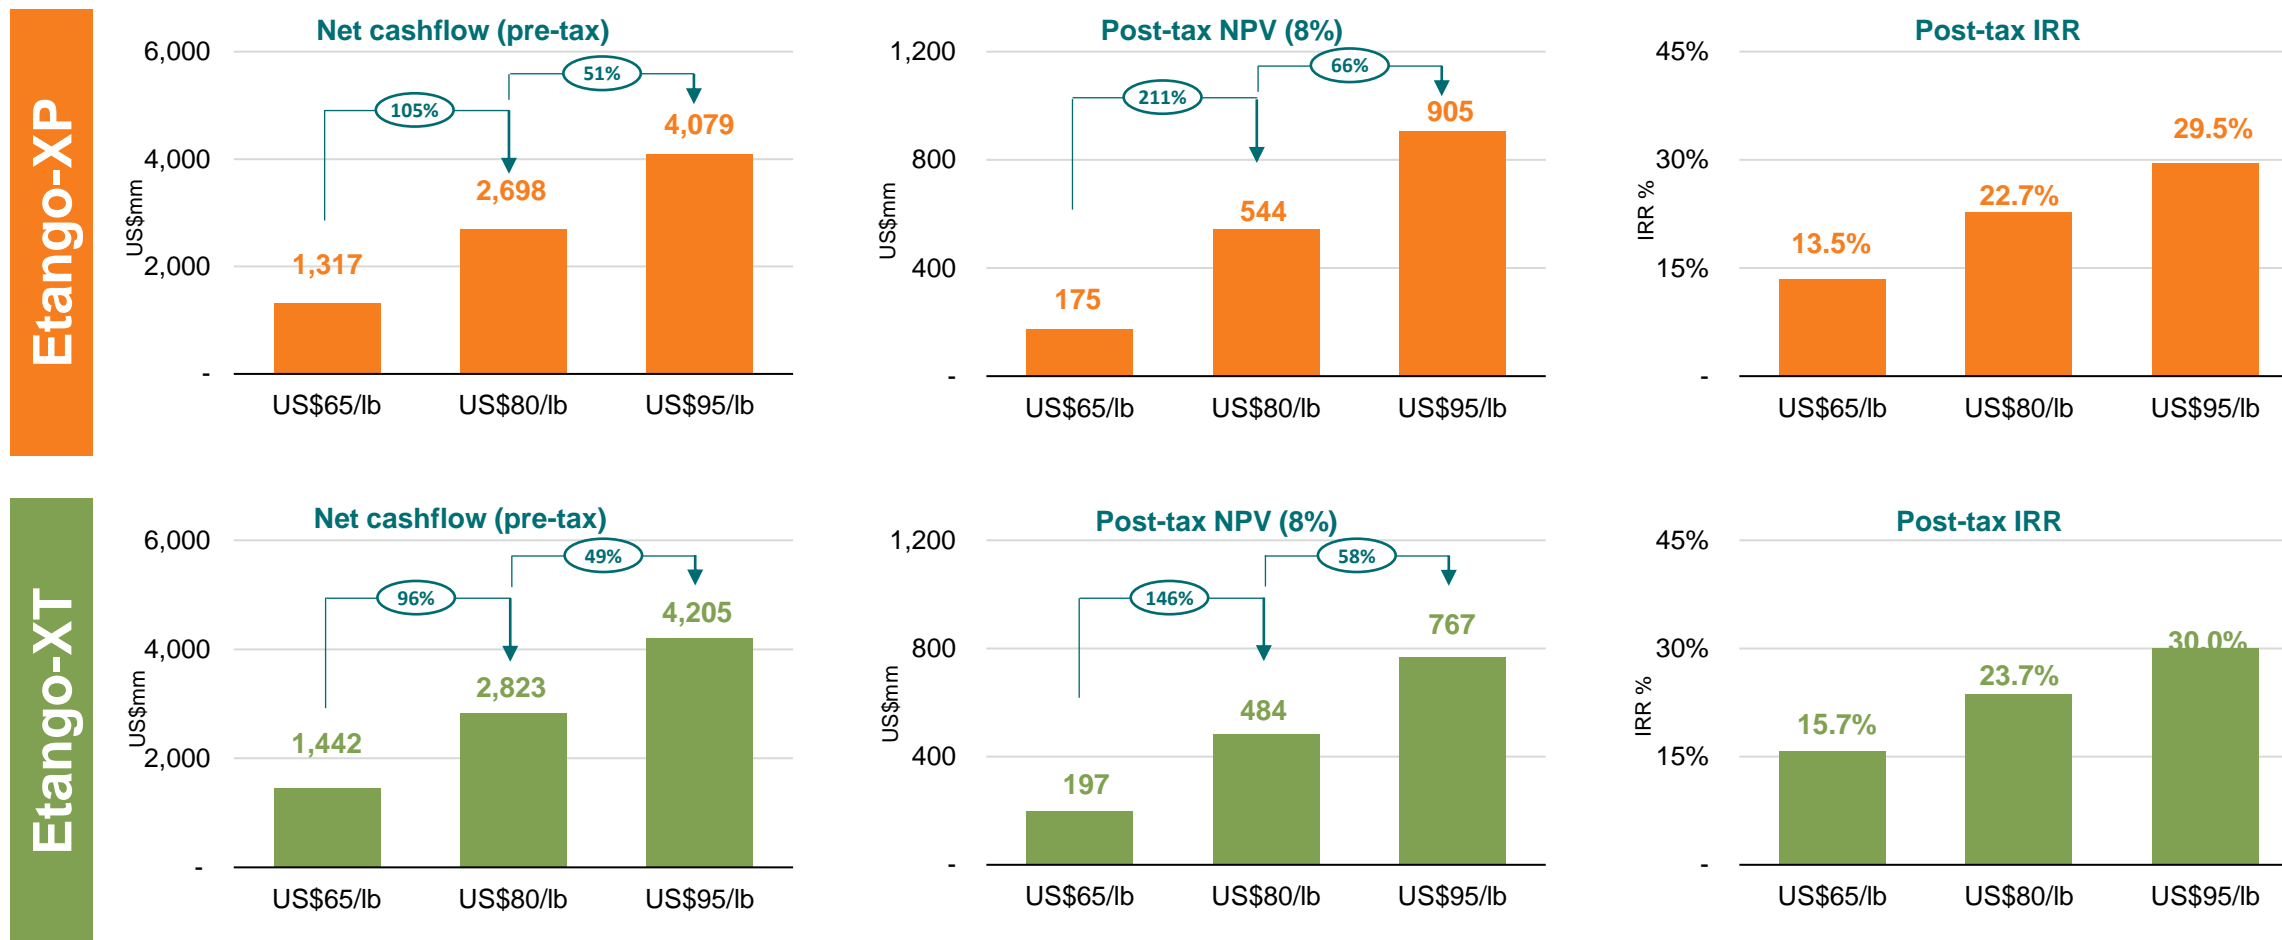 Etango-XP
Net cashflow (pre-tax)
6,000
4,000
2,000
-
US$mm
105%
51%
1,317
2,698
4,079
US$65/lb
US$80/lb
US$95/lb
Post-tax NPV (8%)
1,200
800
400
-
US$mm
211%
66%
175
544
905
US$65/lb
US$80/lb
US$95/lb
Post-tax IRR
45%
30%
15%
-
IRR %
13.5%
22.7%
29.5%
US$65/lb
US$80/lb
US$95/lb
Etango-XT
Net cashflow (pre-tax)
6,000
4,000
2,000
-
US$mm
96%
49%
1,442
2,823
4,205
US$65/lb
US$80/lb
US$95/lb
Post-tax NPV (8%)
1,200
800
400
-
US$mm
146%
58%
197
484
767
US$65/lb
US$80/lb
US$95/lb
Post-tax IRR
45%
30%
15%
-
IRR %
15.7%
23.7%
30.0%
US$65/lb
US$80/lb
US$95/lb